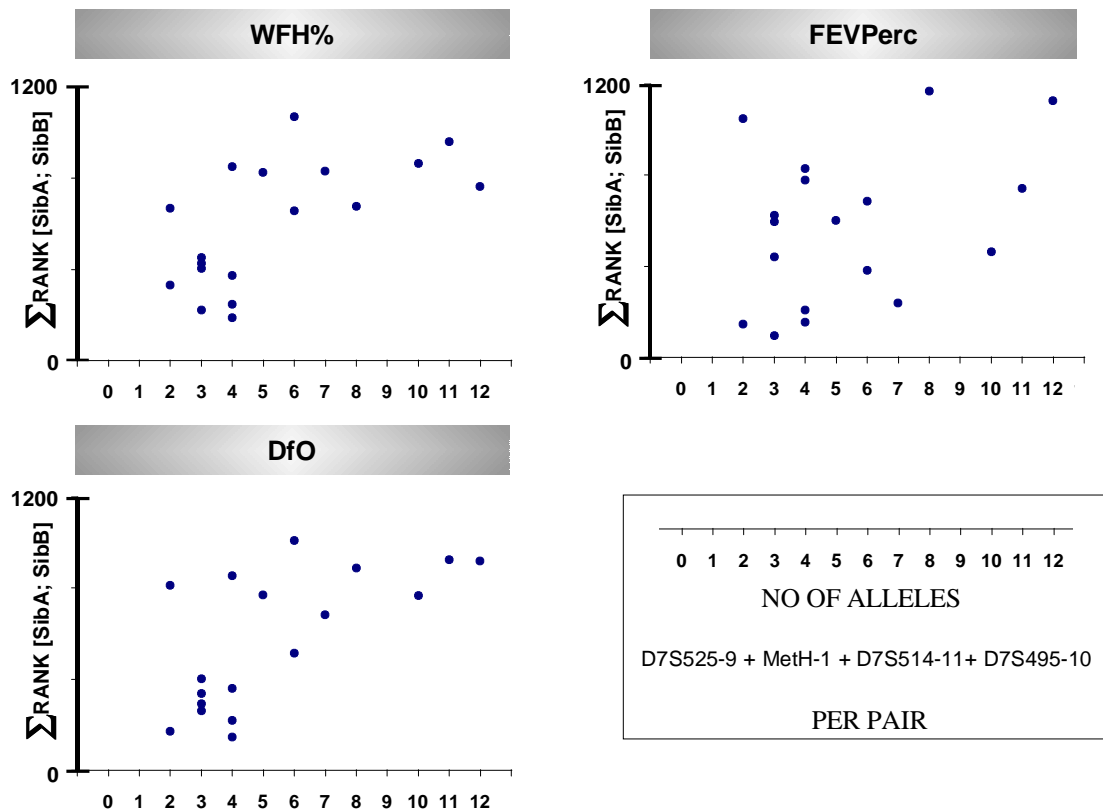 WFH%
1200
∑RANK [SibA; SibB]
0
0 1 2 3 4 5 6 7 8 9 10 11 12
FEVPerc
1200
∑RANK [SibA; SibB]
0
0 1 2 3 4 5 6 7 8 9 10 11 12
DfO
1200
∑RANK [SibA; SibB]
0
0 1 2 3 4 5 6 7 8 9 10 11 12
0 1 2 3 4 5 6 7 8 9 10 11 12
NO OF ALLELES
D7S525-9 + MetH-1 + D7S514-11+ D7S495-10
PER PAIR